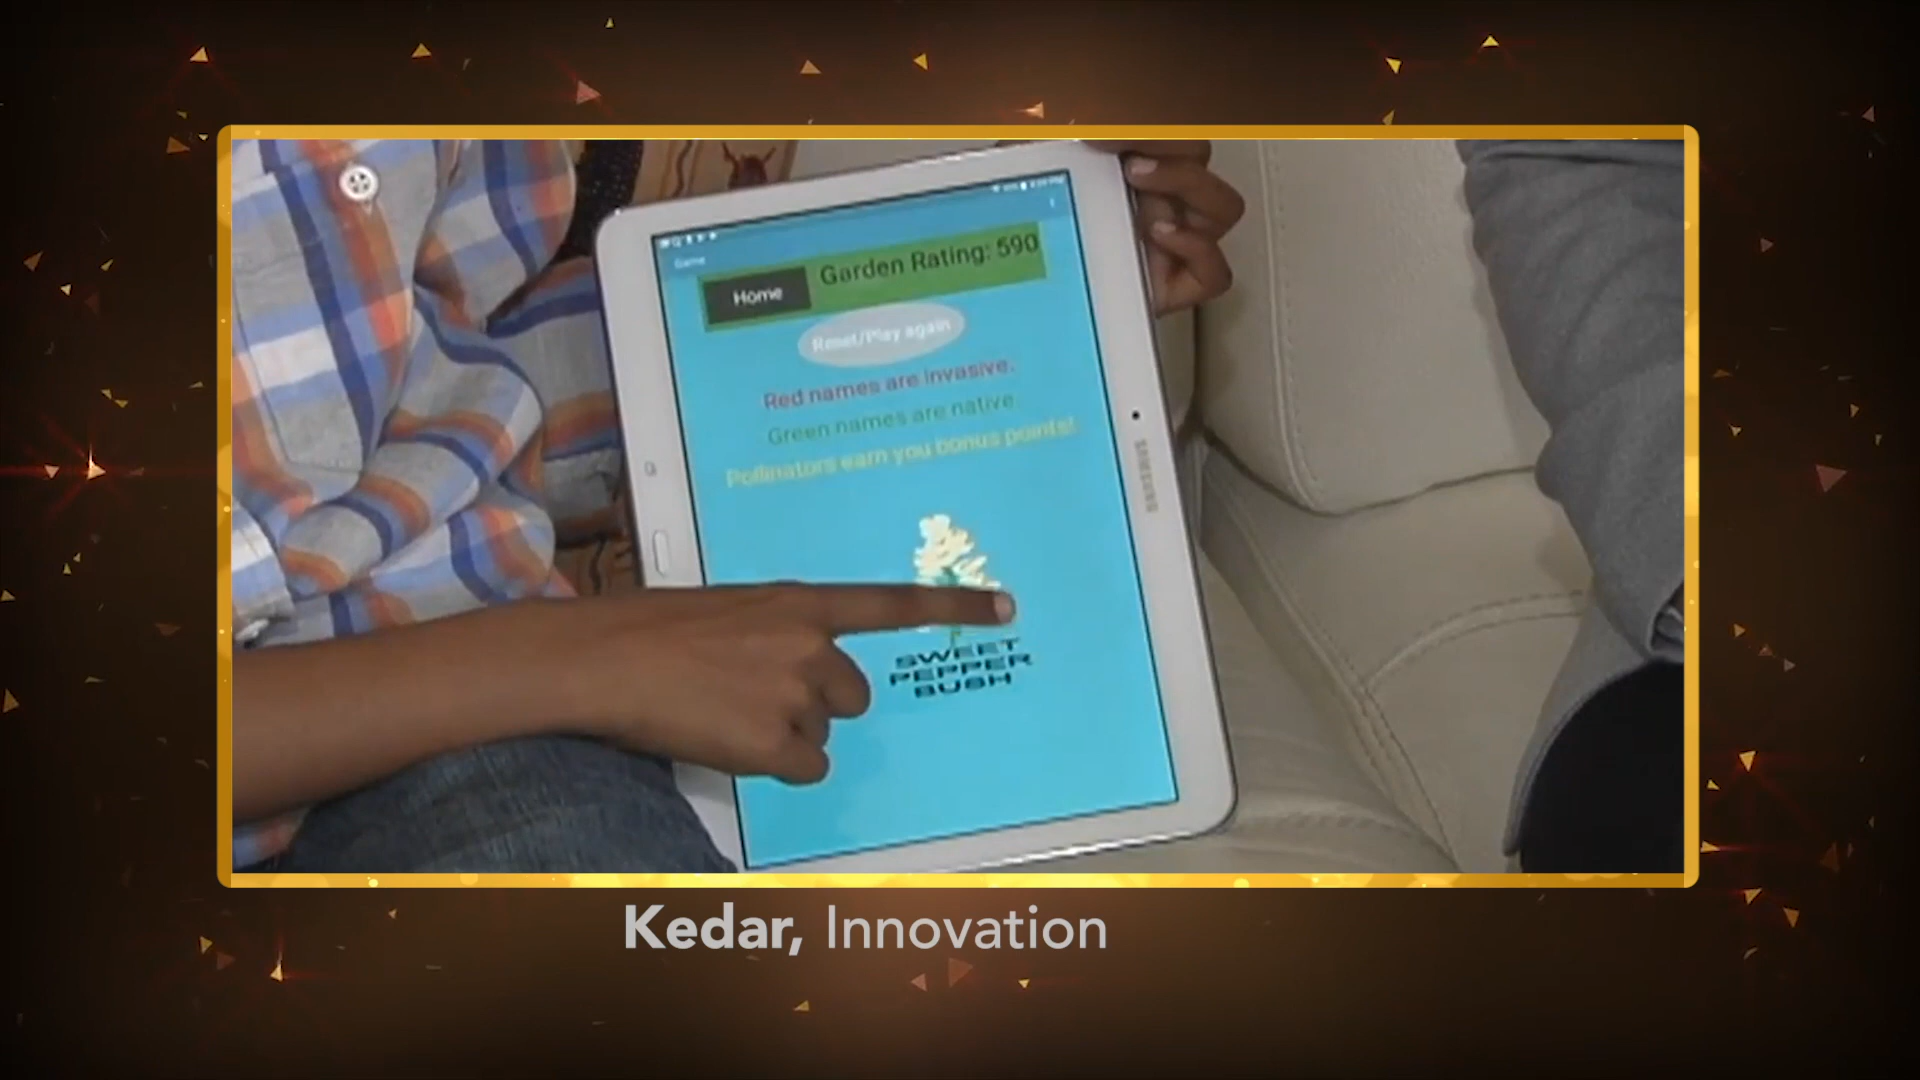 Game
Home
Garden Rating: 590
Reset/Play again
Red names are invasive.
Green names are native.
Pollinators earn you bonus points!
SAMSUNG
SWEET
PEPPER
BUSH
Kedar, Innovation